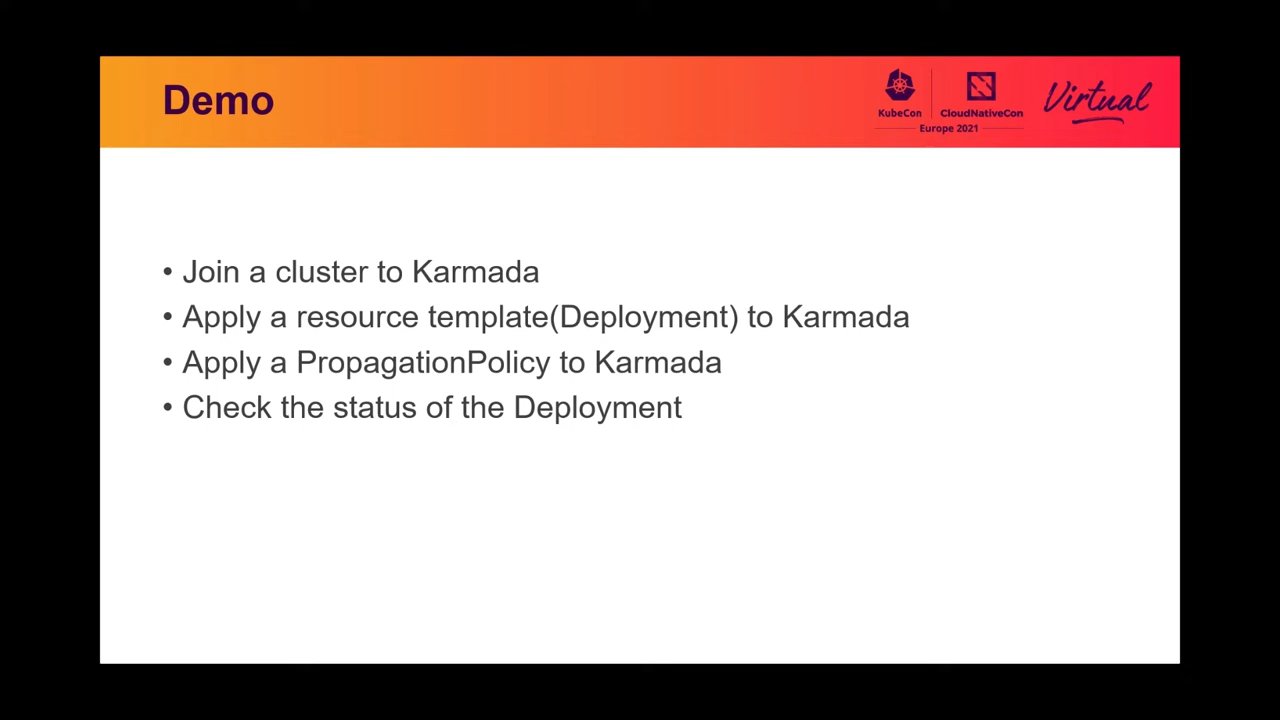 Demo
KubeCon
CloudNativeCon
Europe 2021
Virtual
• Join a cluster to Karmada
• Apply a resource template(Deployment) to Karmada
• Apply a PropagationPolicy to Karmada
• Check the status of the Deployment